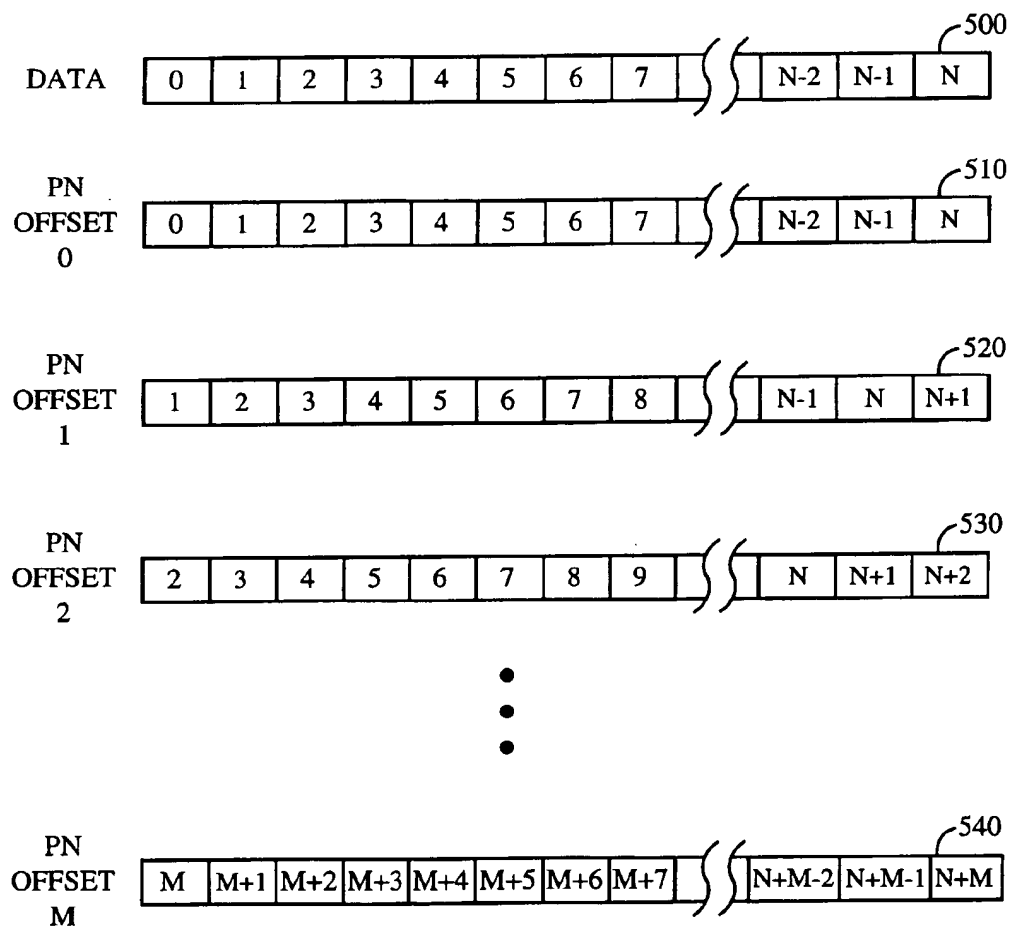 500
DATA 0 1 2 3 4 5 6 7 N-2 N-1 N
510
PN
OFFSET 0 1 2 3 4 5 6 7 N-2 N-1 N
0
520
PN
OFFSET 1 2 3 4 5 6 7 8 N-1 N N+1
1
530
PN
OFFSET 2 3 4 5 6 7 8 9 N N+1 N+2
2
540
PN
OFFSET M M+1 M+2 M+3 M+4 M+5 M+6 M+7 N+M-2 N+M-1 N+M
M